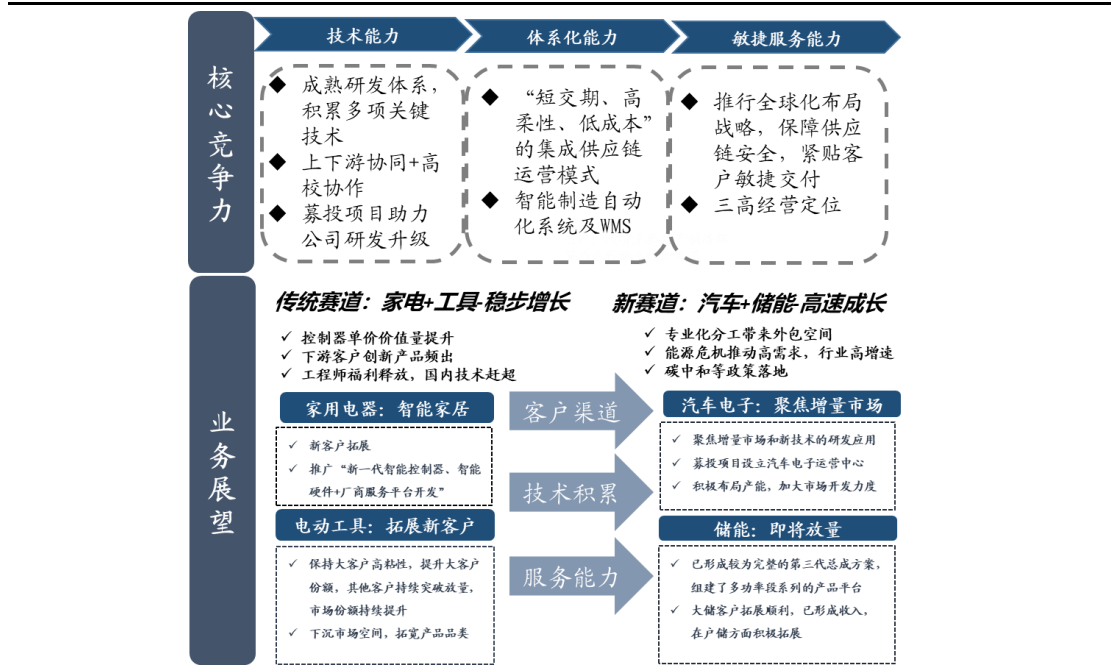 核心竞争力
技术能力
体系化能力
敏捷服务能力
◆ 成熟研发体系,
积累多项关键
技术
◆ 上下游协同+高
校协作
◆ 募投项目助力
公司研发升级
◆ “短交期、高
柔性、低成本”
的集成供应链
运营模式
◆ 智能制造自动
化系统及WMS
◆ 推行全球化布局
战略，保障供应
链安全，紧贴客
户敏捷交付
◆ 三高经营定位
业务展望
传统赛道：家电+工具-稳步增长
✓ 控制器单价价值量提升
✓ 下游客户创新产品频出
✓ 工程师福利释放，国内技术赶超
家用电器：智能家居
✓ 新客户拓展
✓ 推广“新一代智能控制器、智能
硬件+厂商服务平台开发”
电动工具：拓展新客户
✓ 保持大客户高粘性，提升大客户
份额，其他客户持续突破放量，
市场份额持续提升
✓ 下沉市场空间，拓宽产品品类
客户渠道
技术积累
服务能力
新赛道：汽车+储能-高速成长
✓ 专业化分工带来外包空间
✓ 能源危机推动高需求，行业高增速
✓ 碳中和等政策落地
汽车电子：聚焦增量市场
✓ 聚焦增量市场和新技术的研发应用
✓ 募投项目设立汽车电子运营中心
✓ 积极布局产能，加大市场开发力度
储能：即将放量
✓ 已形成较为完整的第三代总成方案，
组建了多功率段系列的产品平台
✓ 大储客户拓展顺利，已形成收入，
在户储方面积极拓展